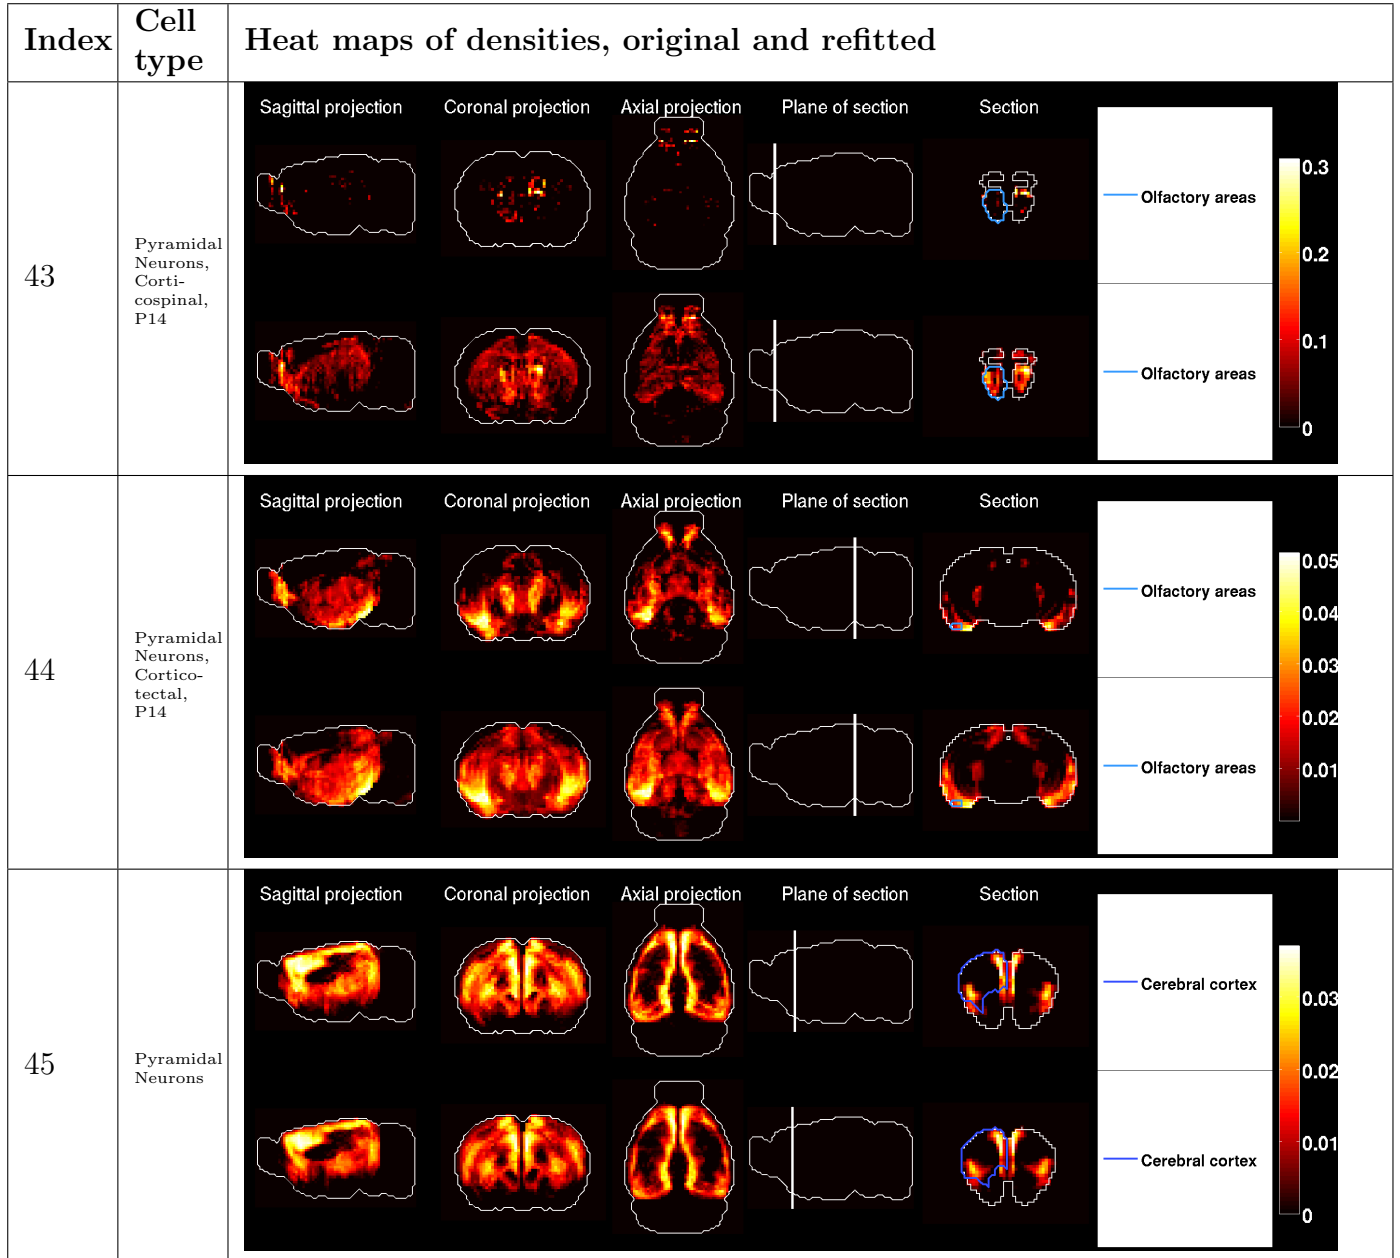 Index
Cell
type
Heat maps of densities, original and refitted
43
Pyramidal
Neurons,
Corti-
cospinal,
P14
Sagittal projection
Coronal projection
Axial projection
Plane of section
Section
Olfactory areas
Olfactory areas
0.3
0.2
0.1
0
44
Pyramidal
Neurons,
Cortico-
tectal,
P14
Sagittal projection
Coronal projection
Axial projection
Plane of section
Section
Olfactory areas
Olfactory areas
0.05
0.04
0.03
0.02
0.01
45
Pyramidal
Neurons
Sagittal projection
Coronal projection
Axial projection
Plane of section
Section
Cerebral cortex
Cerebral cortex
0.03
0.02
0.01
0